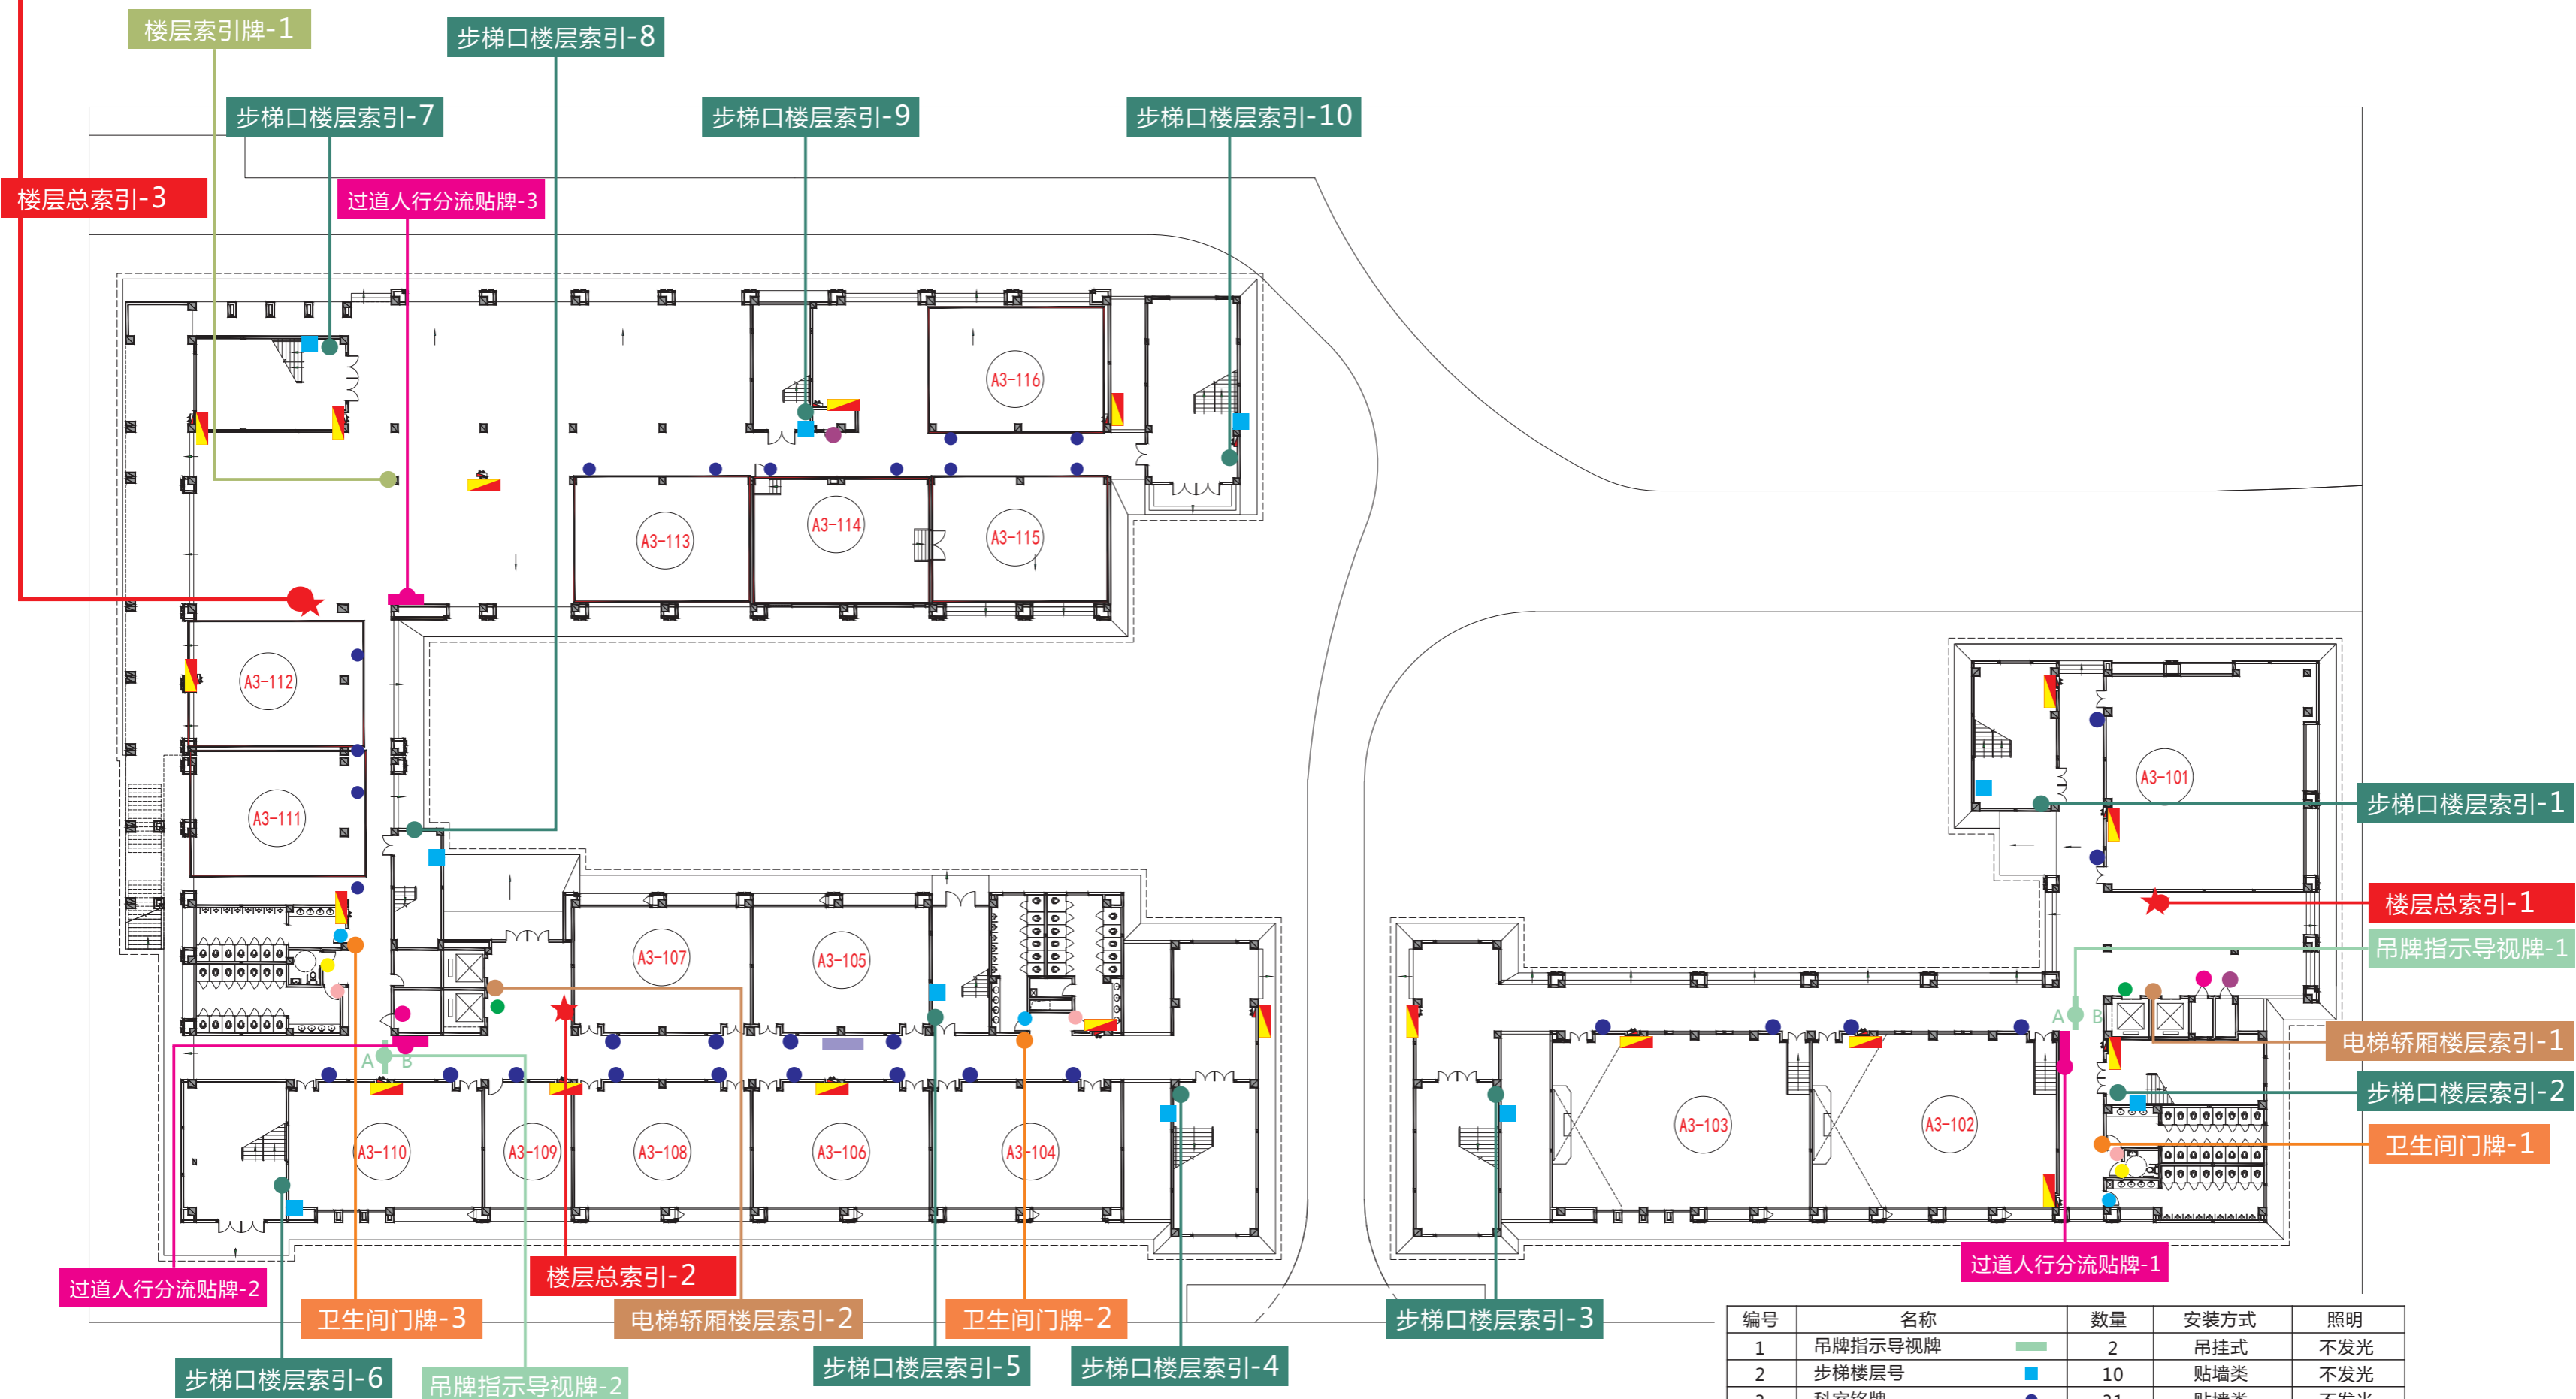 楼层索引牌-1
步梯口楼层索引-8
步梯口楼层索引-7
步梯口楼层索引-9
步梯口楼层索引-10
楼层总索引-3
过道人行分流贴牌-3
A3-116
A3-113
A3-114
A3-115
A3-112
A3-111
A3-101
步梯口楼层索引-1
楼层总索引-1
吊牌指示导视牌-1
A3-107
A3-105
A B
A B
电梯轿厢楼层索引-1
步梯口楼层索引-2
A3-110
A3-109
A3-108
A3-106
A3-104
A3-103
A3-102
卫生间门牌-1
过道人行分流贴牌-1
过道人行分流贴牌-2
楼层总索引-2
卫生间门牌-3
电梯轿厢楼层索引-2
卫生间门牌-2
步梯口楼层索引-3
步梯口楼层索引-6
吊牌指示导视牌-2
步梯口楼层索引-5
步梯口楼层索引-4
编号 名称 数量 安装方式 照明
1 吊牌指示导视牌 2 吊挂式 不发光
2 步梯楼层号 10 贴墙类 不发光